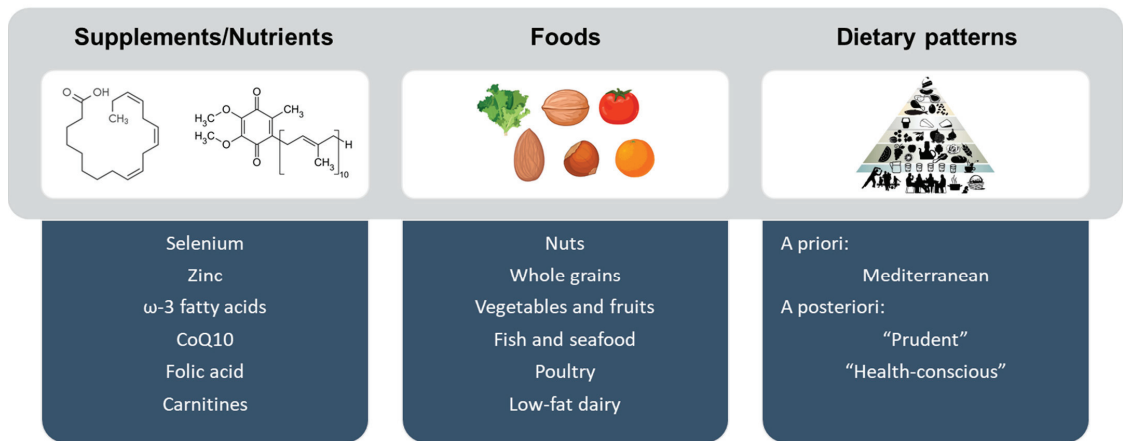 Supplements/Nutrients
Foods
Dietary patterns
O
OH
CH₃
O
H₃C
O
CH₃
H₃C
O
O
CH₃
H
10
Selenium
Zinc
ω-3 fatty acids
CoQ10
Folic acid
Carnitines
Nuts
Whole grains
Vegetables and fruits
Fish and seafood
Poultry
Low-fat dairy
A priori:
Mediterranean
A posteriori:
“Prudent”
“Health-conscious”